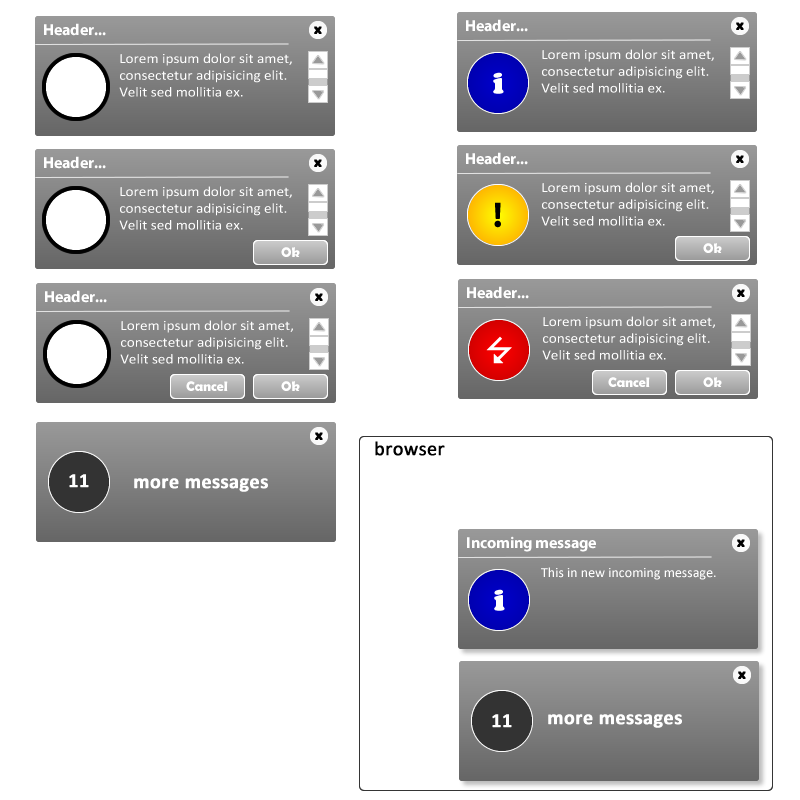 Header...
Lorem ipsum dolor sit amet,
consectetur adipisicing elit.
Velit sed mollitia ex.
Header...
Lorem ipsum dolor sit amet,
consectetur adipisicing elit.
Velit sed mollitia ex.
Ok
Header...
Lorem ipsum dolor sit amet,
consectetur adipisicing elit.
Velit sed mollitia ex.
Cancel
Ok
11
more messages
Header...
i
Lorem ipsum dolor sit amet,
consectetur adipisicing elit.
Velit sed mollitia ex.
Header...
!
Lorem ipsum dolor sit amet,
consectetur adipisicing elit.
Velit sed mollitia ex.
Ok
Header...
Lorem ipsum dolor sit amet,
consectetur adipisicing elit.
Velit sed mollitia ex.
Cancel
Ok
browser
Incoming message
i
This in new incoming message.
11
more messages